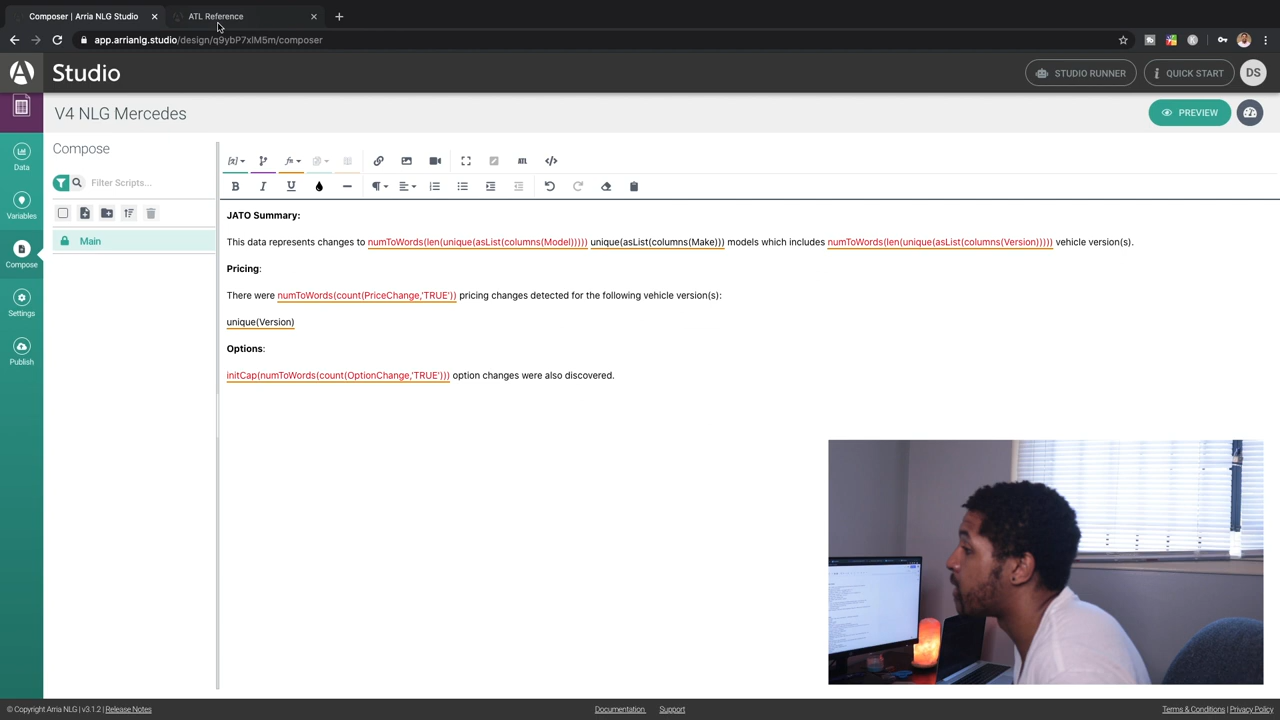 Composer | Arria NLG Studio
ATL Reference
app.arrianlg.studio/design/q9ybP7xlM5m/composer
Studio
STUDIO RUNNER
QUICK START
DS
V4 NLG Mercedes
PREVIEW
Data
Variables
Compose
Settings
Publish
Compose
Filter Scripts...
Main
JATO Summary:
This data represents changes to numToWords(len(unique(asList(columns(Model))))) unique(asList(columns(Make))) models which includes numToWords(len(unique(asList(columns(Version))))) vehicle version(s).
Pricing:
There were numToWords(count(PriceChange,'TRUE')) pricing changes detected for the following vehicle version(s):
unique(Version)
Options:
initCap(numToWords(count(OptionChange,'TRUE'))) option changes were also discovered.
© Copyright Arria NLG | v3.1.2 | Release Notes
Documentation
Support
Terms & Conditions | Privacy Policy